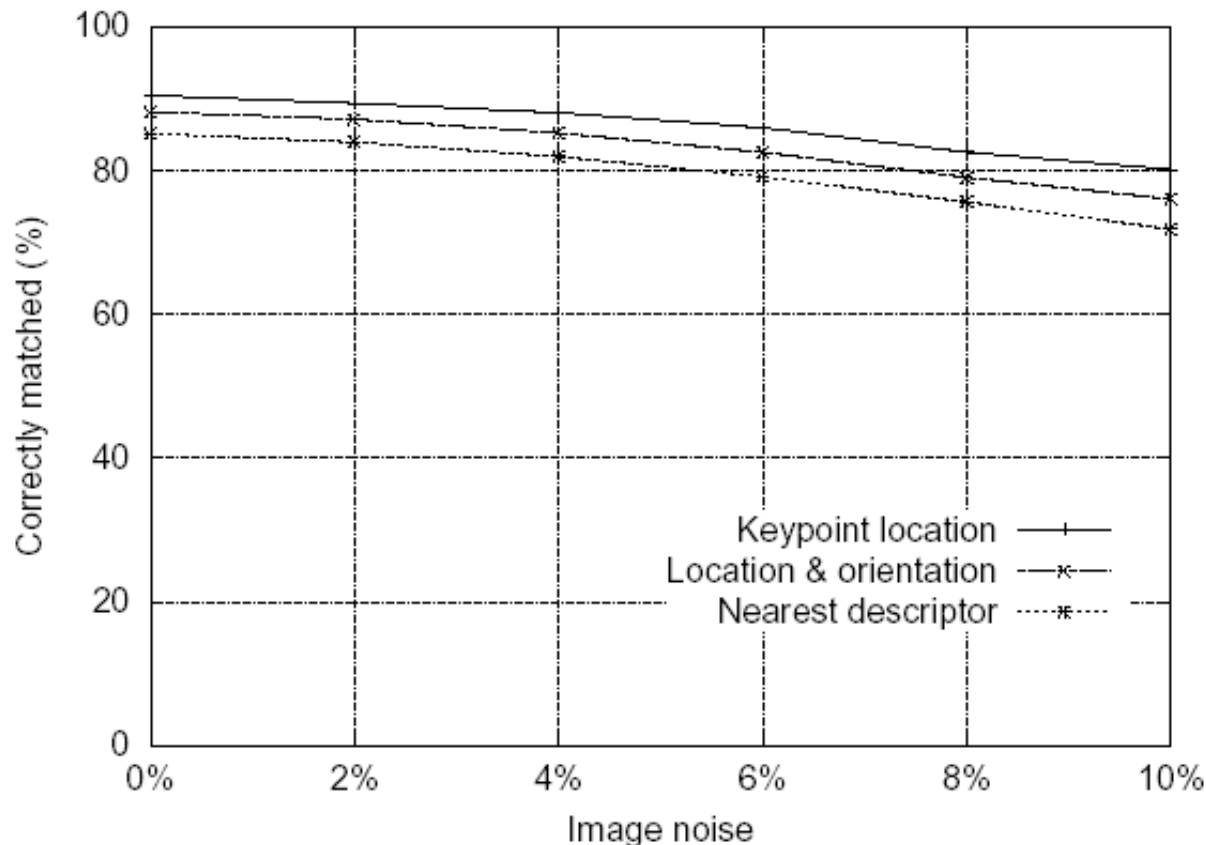 100
80
60
40
20
0
Correctly matched (%)
Keypoint location
Location & orientation
Nearest descriptor
0% 2% 4% 6% 8% 10%
Image noise